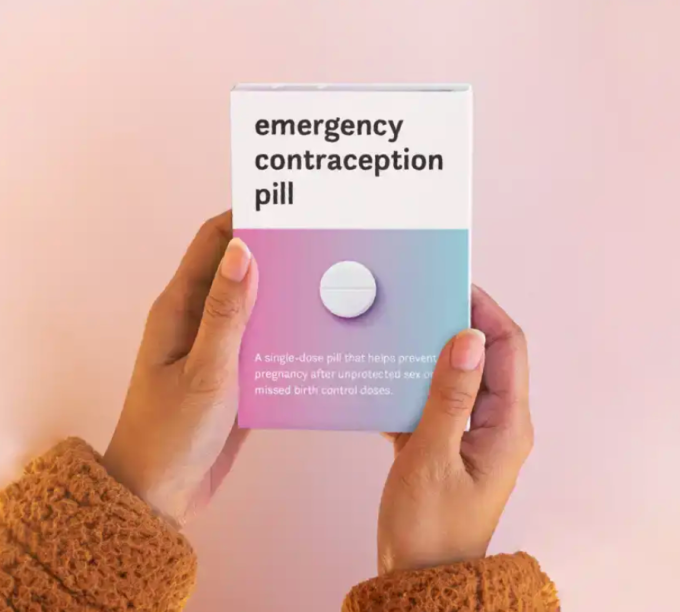 emergency
contraception
pill
A single-dose pill that helps prevent
pregnancy after unprotected sex or
missed birth control doses.